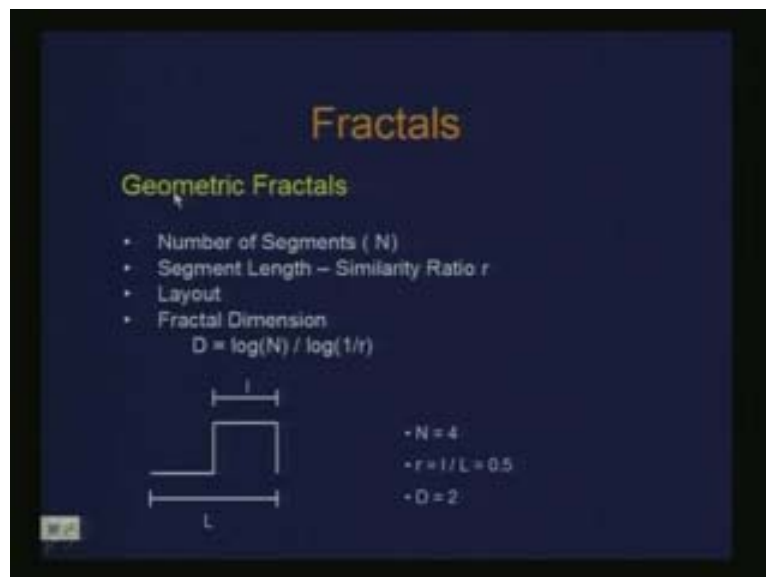 Fractals
Geometric Fractals
• Number of Segments ( N)
• Segment Length – Similarity Ratio r
• Layout
• Fractal Dimension
D = log(N) / log(1/r)
l
• N = 4
• r = l / L = 0.5
• D = 2
L